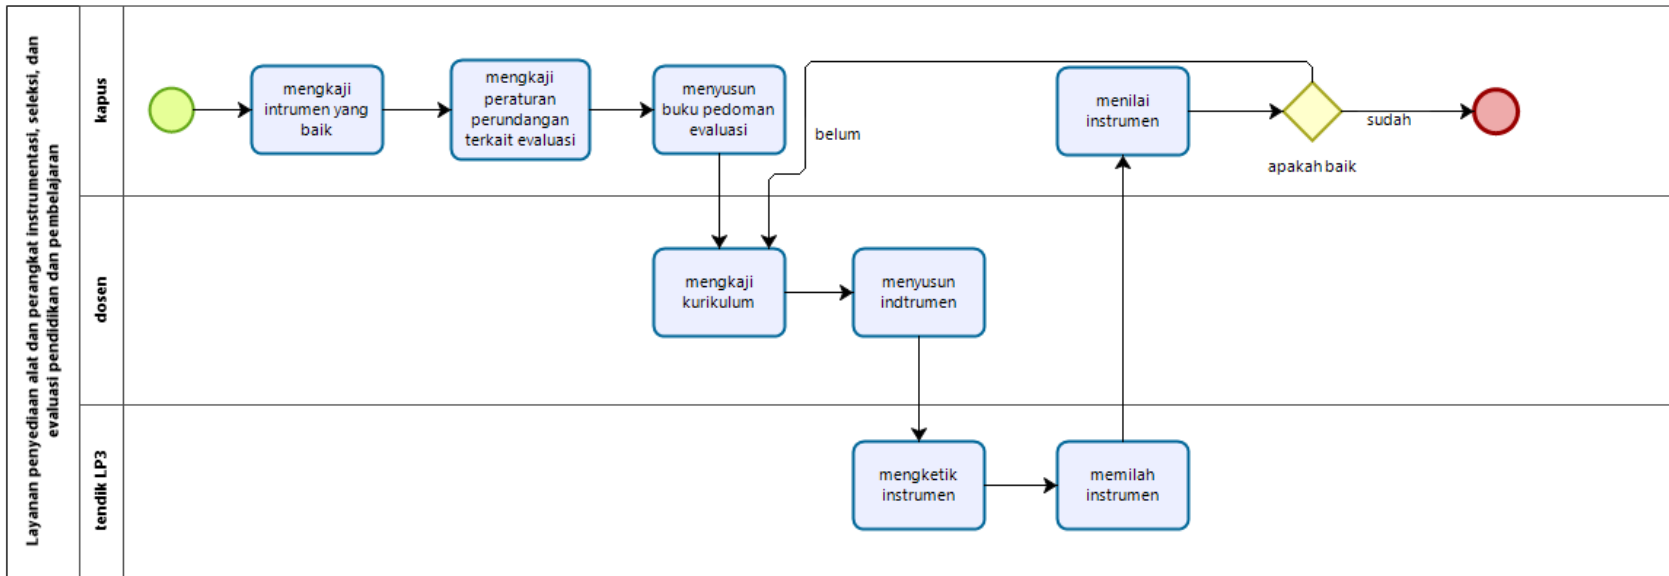 Layanan penyediaan alat dan perangkat instrumentasi, seleksi, dan
evaluasi pendidikan dan pembelajaran
kapus
mengkaji
intrumen yang
baik
mengkaji
peraturan
perundangan
terkait evaluasi
menyusun
buku pedoman
evaluasi
belum
menilai
instrumen
apakah baik
sudah
dosen
mengkaji
kurikulum
menyusun
indtrumen
tendik LP3
mengketik
instrumen
memilah
instrumen